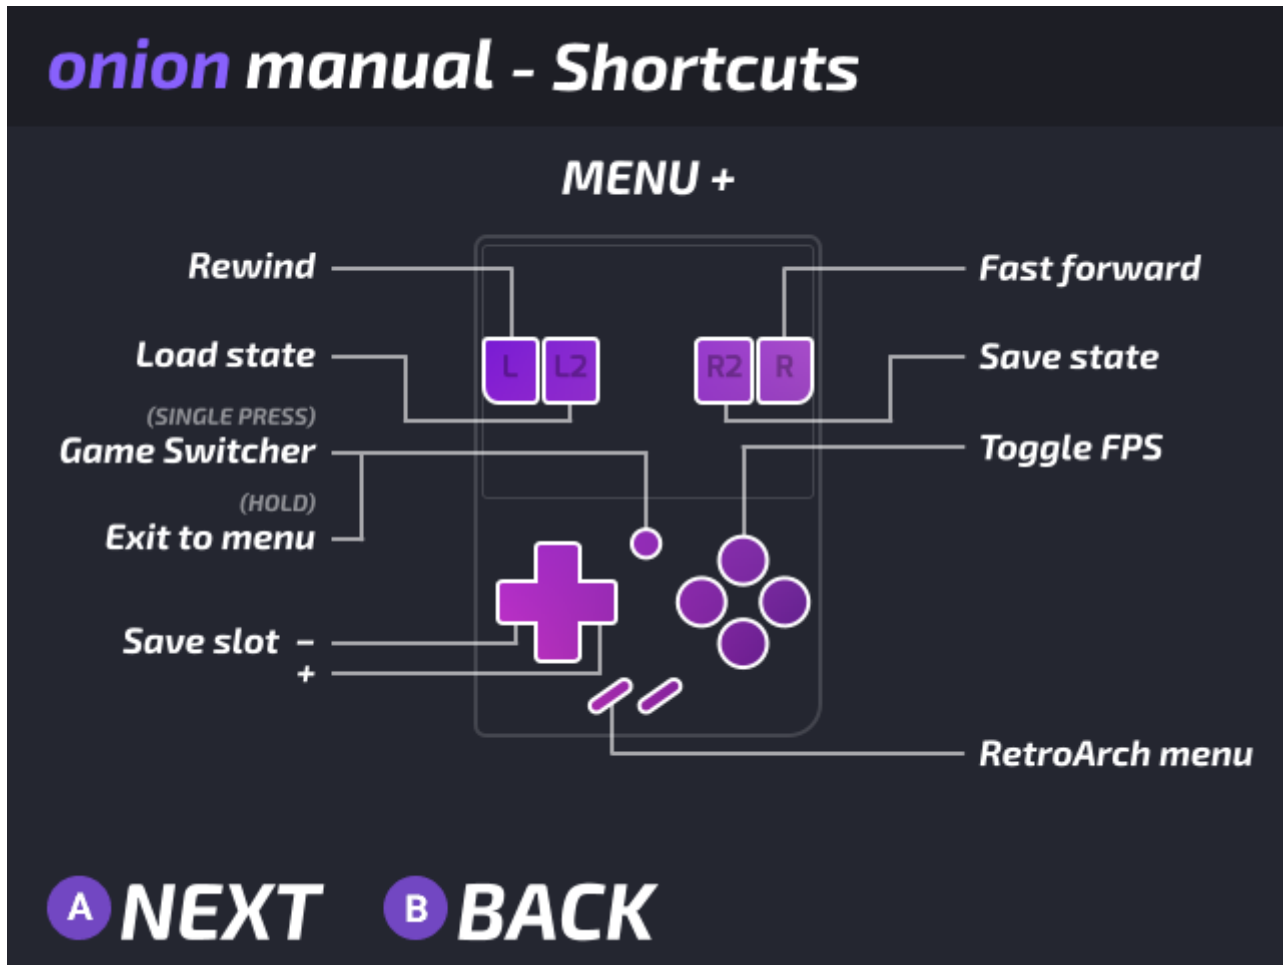 onion manual - Shortcuts
MENU +
Rewind
Fast forward
L L2 R2 R
Load state
Save state
(SINGLE PRESS)
Game Switcher
Toggle FPS
(HOLD)
Exit to menu
Save slot −
+
RetroArch menu
A NEXT B BACK